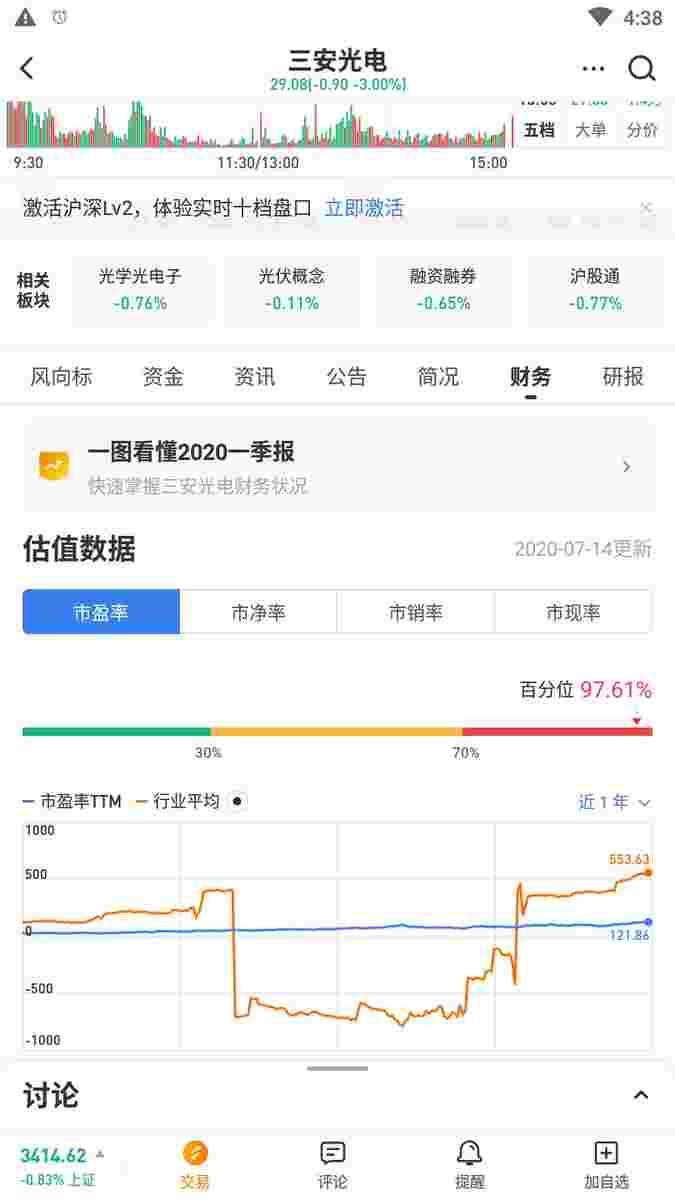 4:38
三安光电
29.08(-0.90 -3.00%)
五档 大单 分价
9:30 11:30/13:00 15:00
激活沪深Lv2，体验实时十档盘口 立即激活
相关板块
光学光电子 光伏概念 融资融券 沪股通
-0.76% -0.11% -0.65% -0.77%
风向标 资金 资讯 公告 简况 财务 研报
一图看懂2020一季报
快速掌握三安光电财务状况
估值数据 2020-07-14更新
市盈率 市净率 市销率 市现率
百分位 97.61%
30% 70%
市盈率TTM 行业平均 近1年
1000
553.63
500
0
121.86
-500
-1000
讨论
3414.62
-0.83% 上证
交易 评论 提醒 加自选